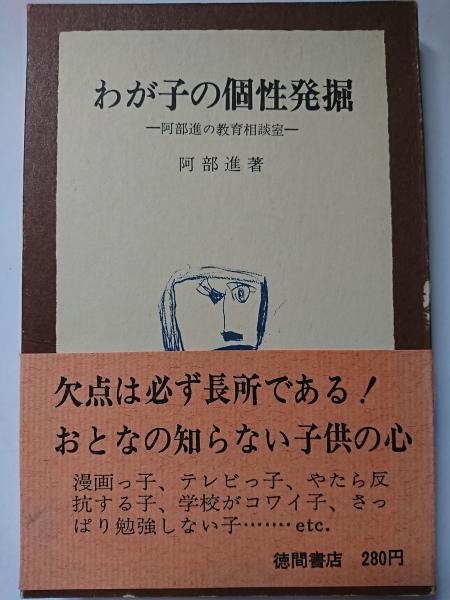 わが子の個性発掘
―阿部進の教育相談室―
阿部進著
欠点は必ず長所である！
おとなの知らない子供の心
漫画っ子、テレビっ子、やたら反
抗する子、学校がコワイ子、さっ
ぱり勉強しない子………etc.
徳間書店 280円